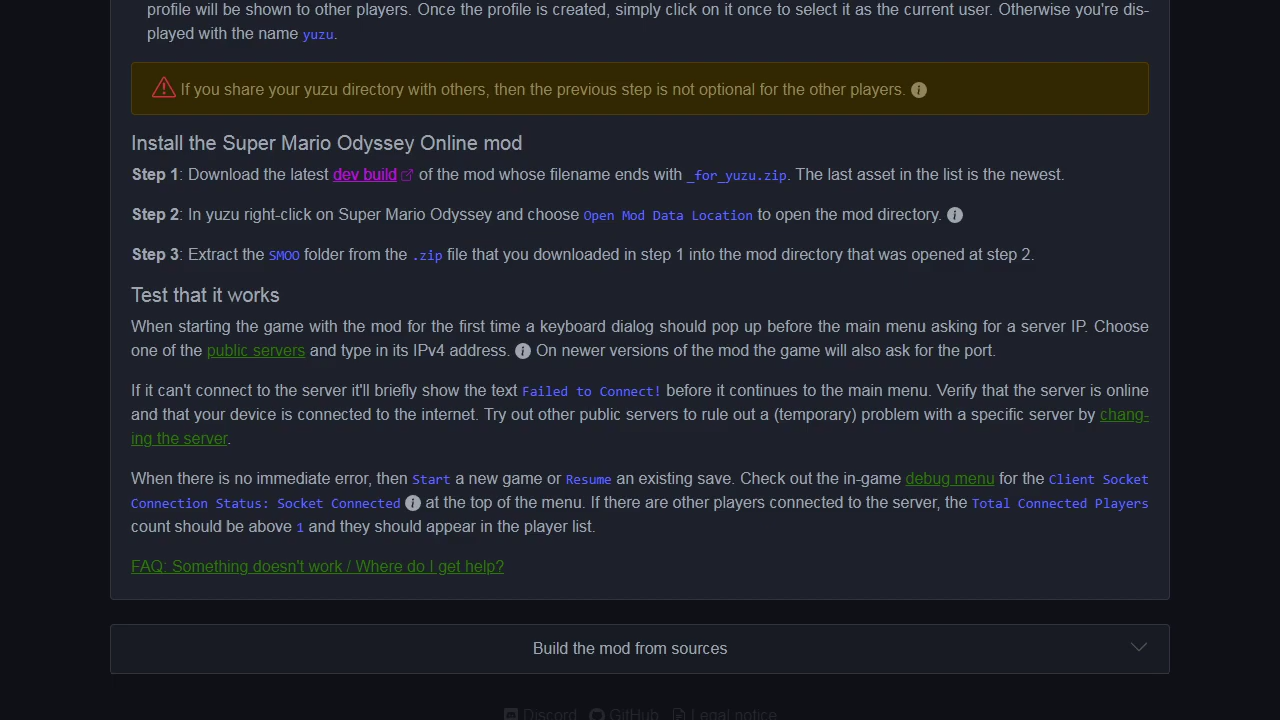 profile will be shown to other players. Once the profile is created, simply click on it once to select it as the current user. Otherwise you're dis-
played with the name yuzu.
If you share your yuzu directory with others, then the previous step is not optional for the other players.
Install the Super Mario Odyssey Online mod
Step 1: Download the latest dev build of the mod whose filename ends with _for_yuzu.zip. The last asset in the list is the newest.
Step 2: In yuzu right-click on Super Mario Odyssey and choose Open Mod Data Location to open the mod directory.
Step 3: Extract the SMOO folder from the .zip file that you downloaded in step 1 into the mod directory that was opened at step 2.
Test that it works
When starting the game with the mod for the first time a keyboard dialog should pop up before the main menu asking for a server IP. Choose
one of the public servers and type in its IPv4 address. On newer versions of the mod the game will also ask for the port.
If it can't connect to the server it'll briefly show the text Failed to Connect! before it continues to the main menu. Verify that the server is online
and that your device is connected to the internet. Try out other public servers to rule out a (temporary) problem with a specific server by chang-
ing the server.
When there is no immediate error, then Start a new game or Resume an existing save. Check out the in-game debug menu for the Client Socket
Connection Status: Socket Connected at the top of the menu. If there are other players connected to the server, the Total Connected Players
count should be above 1 and they should appear in the player list.
FAQ: Something doesn't work / Where do I get help?
Build the mod from sources
Discord GitHub Legal notice